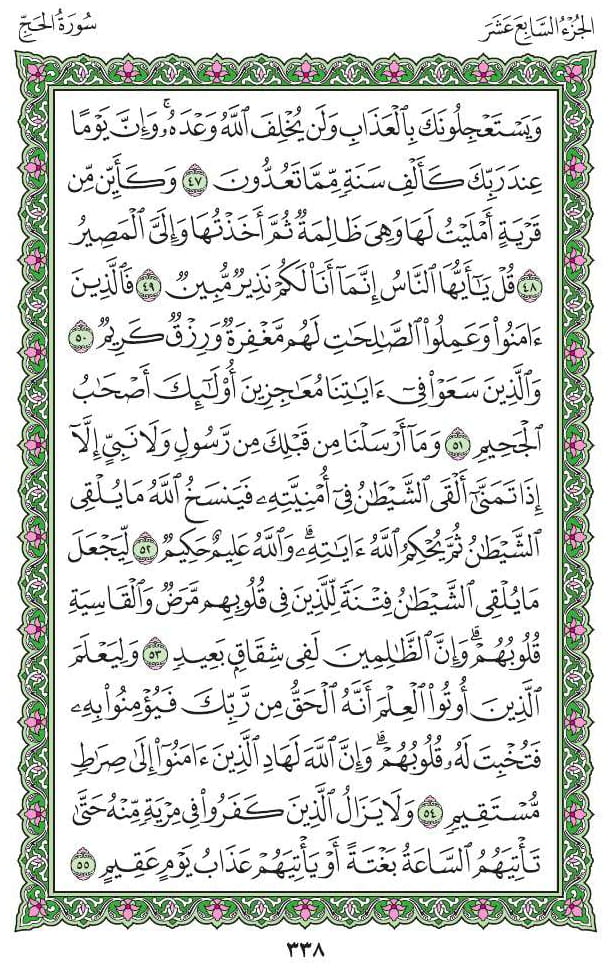 الجُزْءُ السَّابِعَ عَشَرَ
سُورَةُ الحَجِّ
وَيَسْتَعْجِلُونَكَ بِالْعَذَابِ وَلَن يُخْلِفَ اللَّهُ وَعْدَهُۥۚ وَإِنَّ يَوْمًا
عِندَ رَبِّكَ كَأَلْفِ سَنَةٍ مِّمَّا تَعُدُّونَ ٤٧ وَكَأَيِّن مِّن
قَرْيَةٍ أَمْلَيْتُ لَهَا وَهِيَ ظَالِمَةٌ ثُمَّ أَخَذْتُهَا وَإِلَيَّ الْمَصِيرُ
٤٨ قُلْ يَٰٓأَيُّهَا النَّاسُ إِنَّمَآ أَنَا۠ لَكُمْ نَذِيرٌ مُّبِينٌ ٤٩ فَالَّذِينَ
ءَامَنُوا۟ وَعَمِلُوا۟ الصَّٰلِحَٰتِ لَهُم مَّغْفِرَةٌ وَرِزْقٌ كَرِيمٌ ٥٠
وَالَّذِينَ سَعَوْا۟ فِيٓ ءَايَٰتِنَا مُعَٰجِزِينَ أُو۟لَٰٓئِكَ أَصْحَٰبُ
الْجَحِيمِ ٥١ وَمَآ أَرْسَلْنَا مِن قَبْلِكَ مِن رَّسُولٍ وَلَا نَبِيٍّ إِلَّآ
إِذَا تَمَنَّىٰٓ أَلْقَى الشَّيْطَٰنُ فِيٓ أُمْنِيَّتِهِۦ فَيَنسَخُ اللَّهُ مَا يُلْقِي
الشَّيْطَٰنُ ثُمَّ يُحْكِمُ اللَّهُ ءَايَٰتِهِۦۗ وَاللَّهُ عَلِيمٌ حَكِيمٌ ٥٢ لِّيَجْعَلَ
مَا يُلْقِي الشَّيْطَٰنُ فِتْنَةً لِّلَّذِينَ فِي قُلُوبِهِم مَّرَضٌ وَالْقَاسِيَةِ
قُلُوبُهُمْۗ وَإِنَّ الظَّٰلِمِينَ لَفِي شِقَاقٍۭ بَعِيدٍ ٥٣ وَلِيَعْلَمَ
الَّذِينَ أُوتُوا۟ الْعِلْمَ أَنَّهُ الْحَقُّ مِن رَّبِّكَ فَيُؤْمِنُوا۟ بِهِۦ
فَتُخْبِتَ لَهُۥ قُلُوبُهُمْۗ وَإِنَّ اللَّهَ لَهَادِ الَّذِينَ ءَامَنُوٓا۟ إِلَىٰ صِرَٰطٍ
مُّسْتَقِيمٍ ٥٤ وَلَا يَزَالُ الَّذِينَ كَفَرُوا۟ فِي مِرْيَةٍ مِّنْهُ حَتَّىٰ
تَأْتِيَهُمُ السَّاعَةُ بَغْتَةً أَوْ يَأْتِيَهُمْ عَذَابُ يَوْمٍ عَقِيمٍ ٥٥
٣٣٨